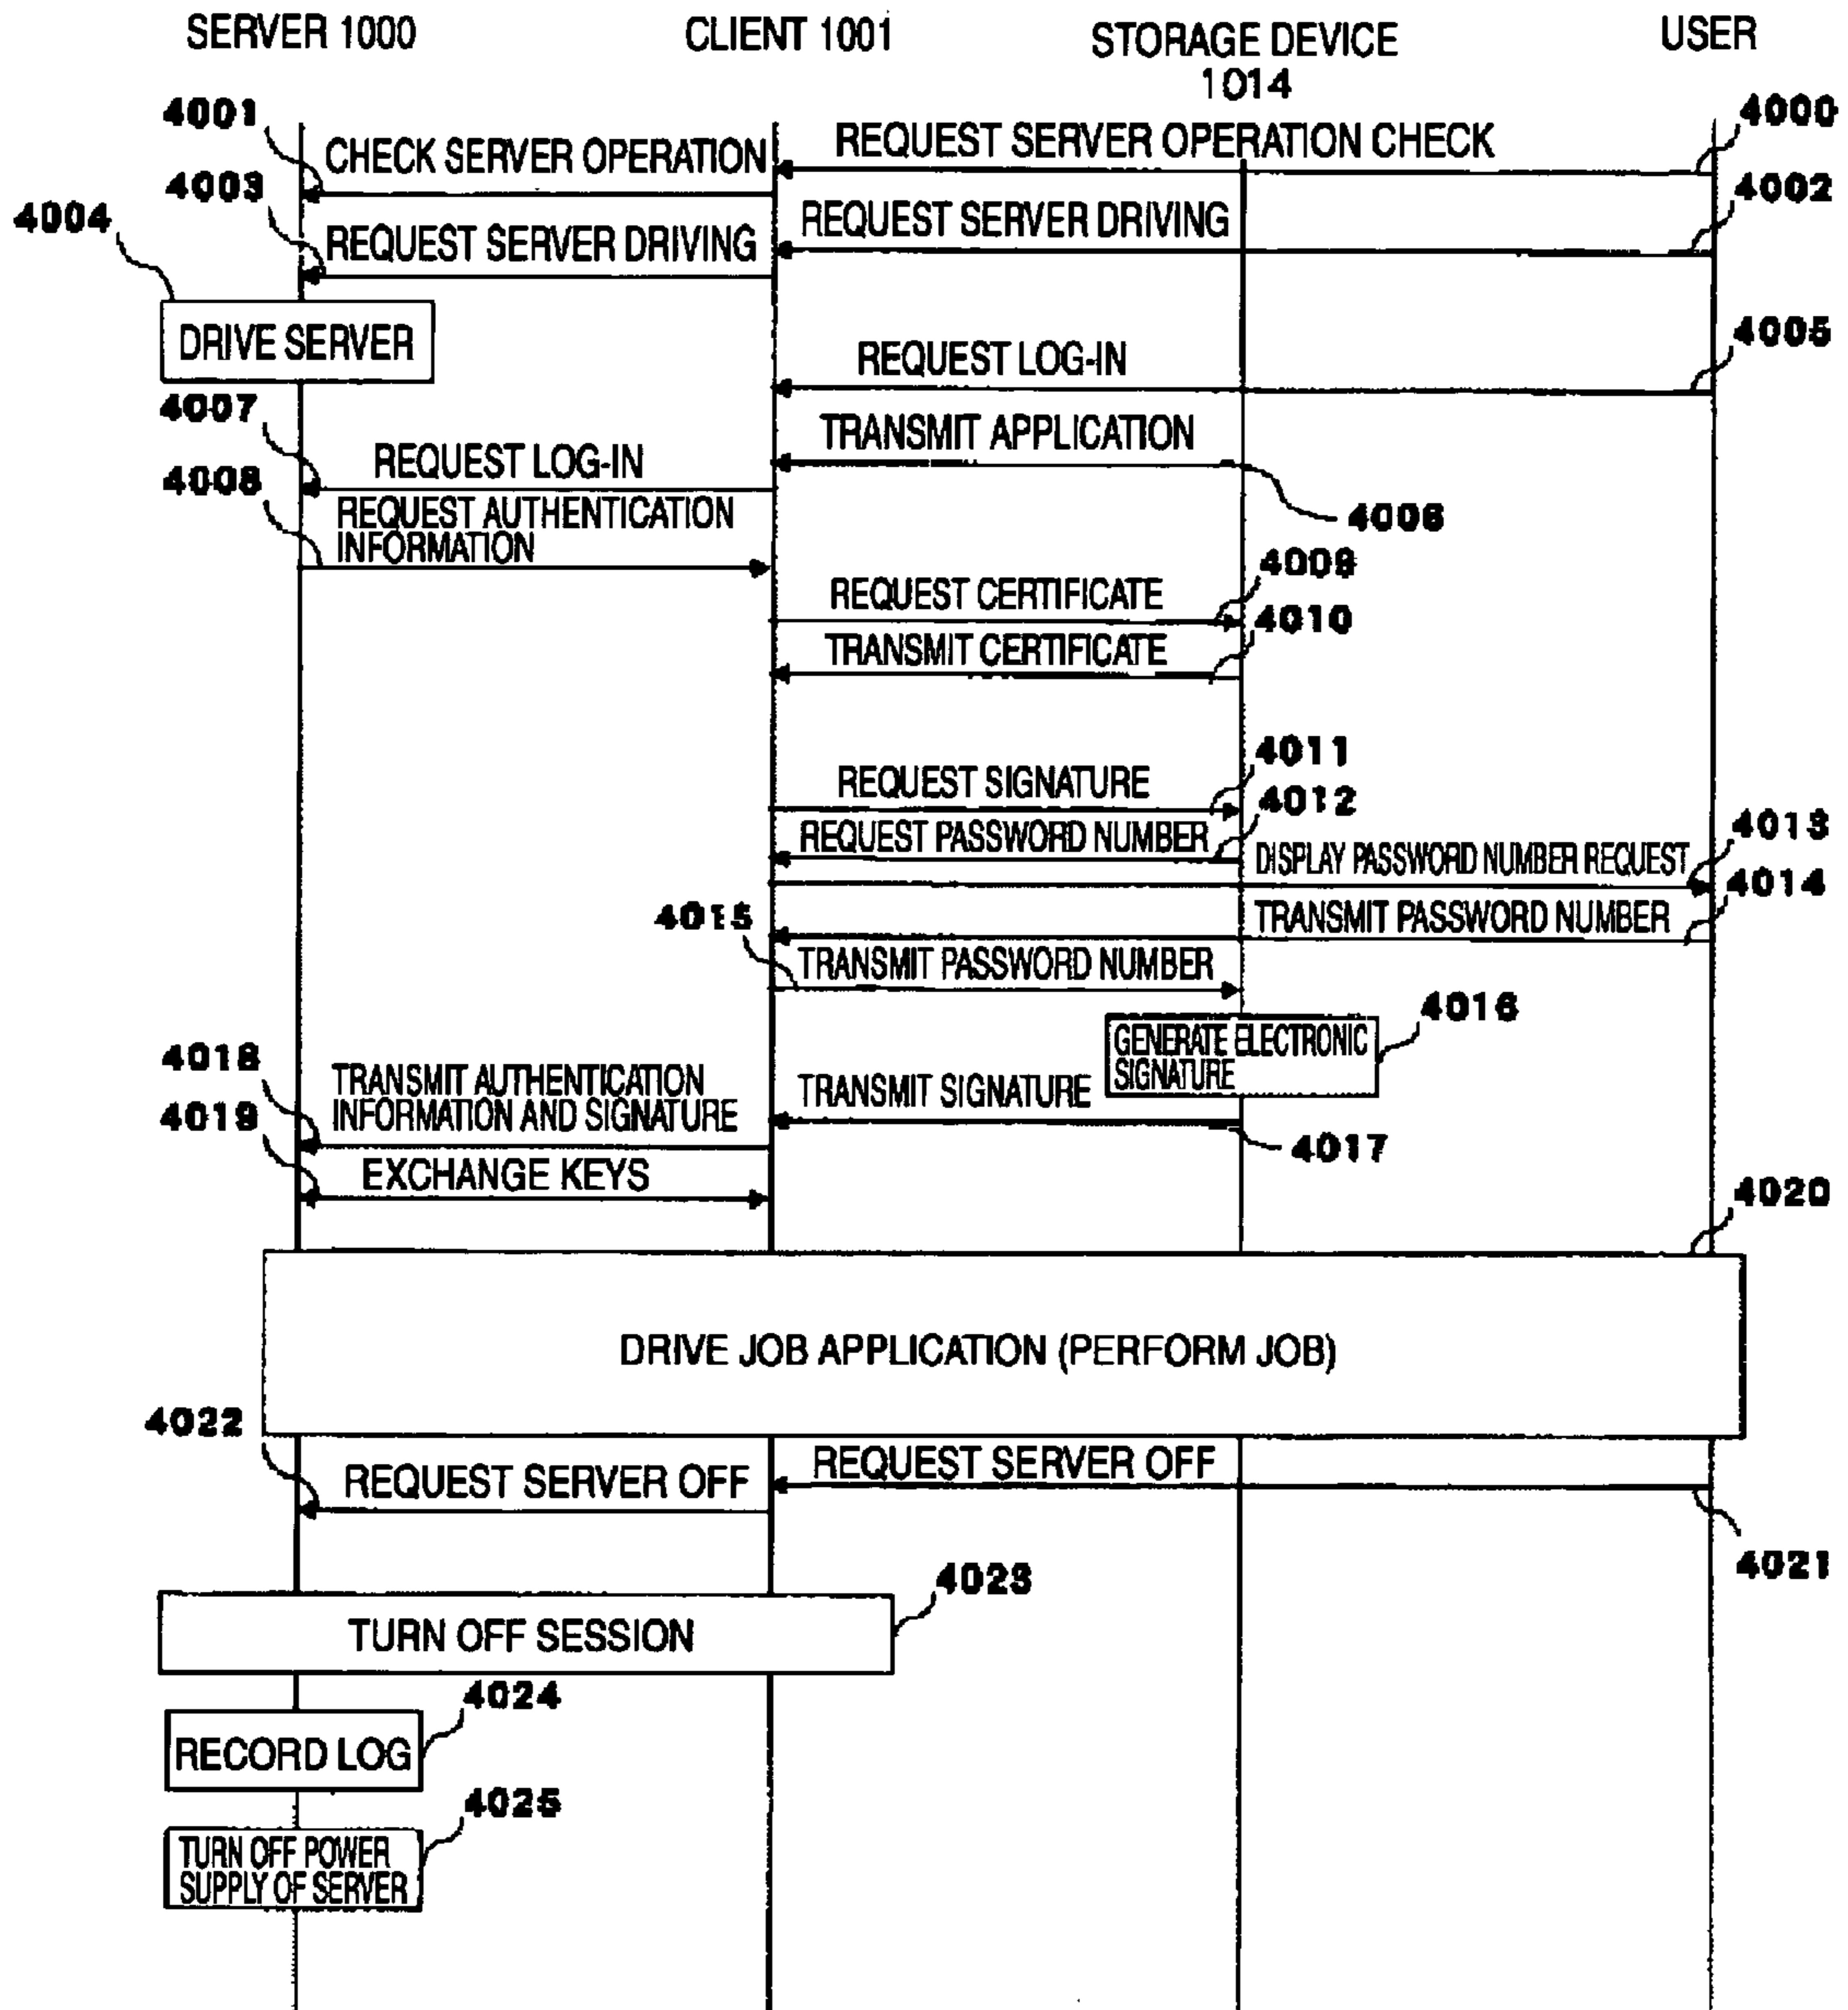 SERVER 1000
CLIENT 1001
STORAGE DEVICE
1014
USER
4001
CHECK SERVER OPERATION
REQUEST SERVER OPERATION CHECK
4000
4003
REQUEST SERVER DRIVING
REQUEST SERVER DRIVING
4002
4004
DRIVE SERVER
REQUEST LOG-IN
4005
4007
REQUEST LOG-IN
TRANSMIT APPLICATION
4006
4008
REQUEST AUTHENTICATION
INFORMATION
4009
REQUEST CERTIFICATE
4010
TRANSMIT CERTIFICATE
4011
REQUEST SIGNATURE
4012
REQUEST PASSWORD NUMBER
4013
DISPLAY PASSWORD NUMBER REQUEST
4014
TRANSMIT PASSWORD NUMBER
4015
TRANSMIT PASSWORD NUMBER
4016
GENERATE ELECTRONIC
SIGNATURE
4018
TRANSMIT AUTHENTICATION
INFORMATION AND SIGNATURE
TRANSMIT SIGNATURE
4017
4019
EXCHANGE KEYS
4020
DRIVE JOB APPLICATION (PERFORM JOB)
4022
REQUEST SERVER OFF
REQUEST SERVER OFF
4021
4023
TURN OFF SESSION
4024
RECORD LOG
4025
TURN OFF POWER
SUPPLY OF SERVER